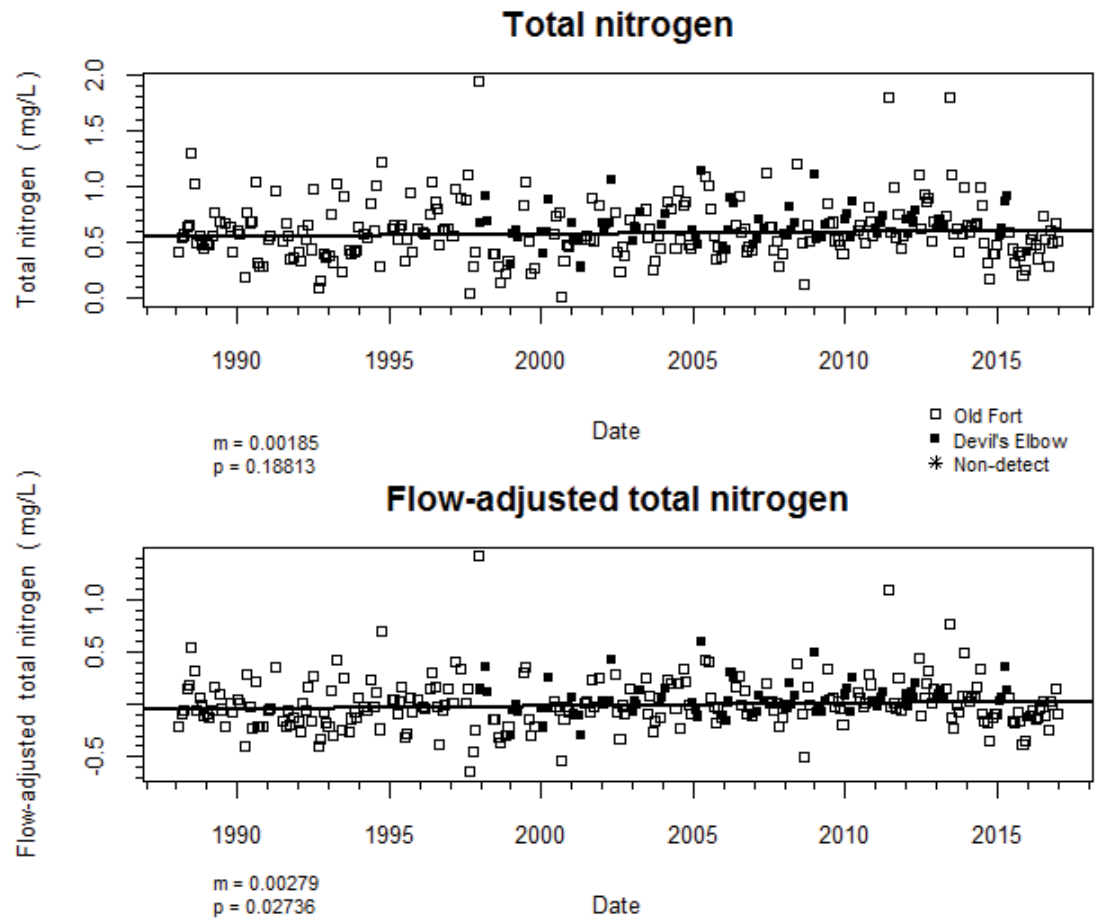 Total nitrogen
Total nitrogen ( mg/L )
2.0
1.5
1.0
0.5
0.0
1990 1995 2000 2005 2010 2015
Date
m = 0.00185
p = 0.18813
Old Fort
Devil's Elbow
Non-detect
Flow-adjusted total nitrogen
Flow-adjusted total nitrogen ( mg/L )
1.0
0.5
-0.5
1990 1995 2000 2005 2010 2015
Date
m = 0.00279
p = 0.02736